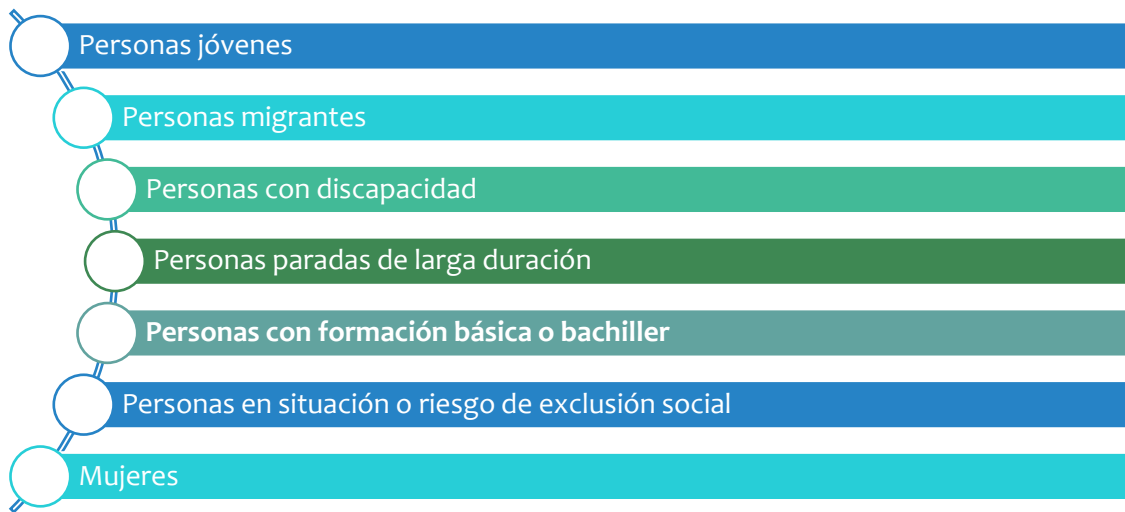 Personas jóvenes
Personas migrantes
Personas con discapacidad
Personas paradas de larga duración
Personas con formación básica o bachiller
Personas en situación o riesgo de exclusión social
Mujeres